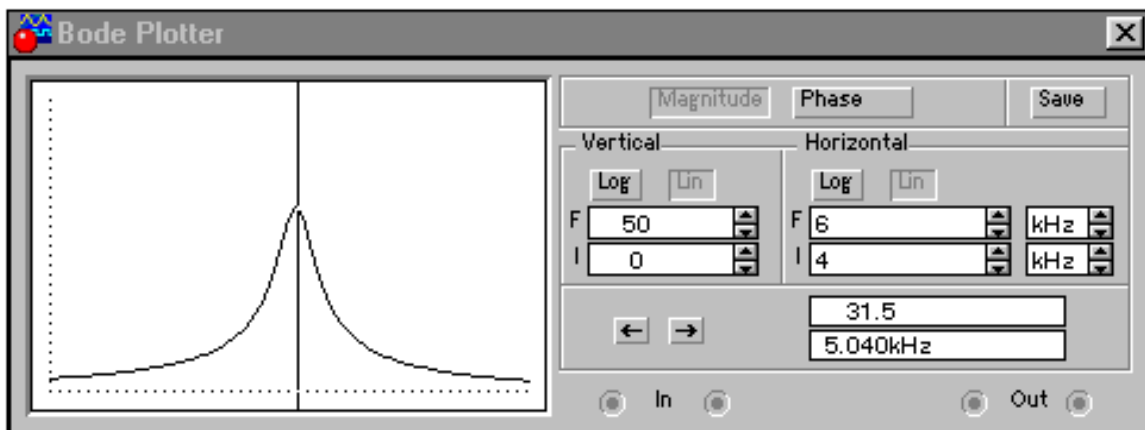 Bode Plotter
Magnitude Phase Save
Vertical Horizontal
Log Lin Log Lin
F 50 F 6 kHz
I 0 I 4 kHz
31.5
5.040kHz
In Out